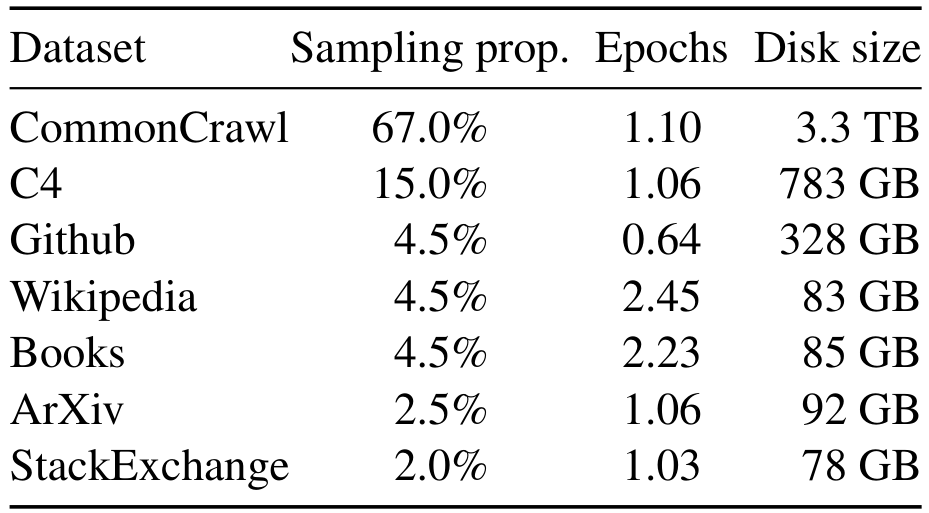 Dataset Sampling prop. Epochs Disk size
CommonCrawl 67.0% 1.10 3.3 TB
C4 15.0% 1.06 783 GB
Github 4.5% 0.64 328 GB
Wikipedia 4.5% 2.45 83 GB
Books 4.5% 2.23 85 GB
ArXiv 2.5% 1.06 92 GB
StackExchange 2.0% 1.03 78 GB